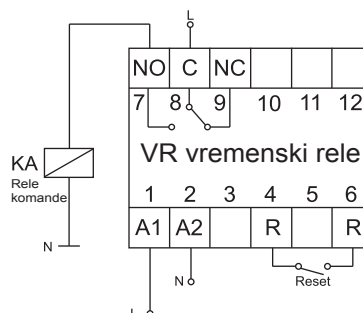 L
NO C NC
7 8 9 10 11 12
VR vremenski rele
KA
Rele
komande
1 2 3 4 5 6
A1 A2 R R
N
N
Reset
L